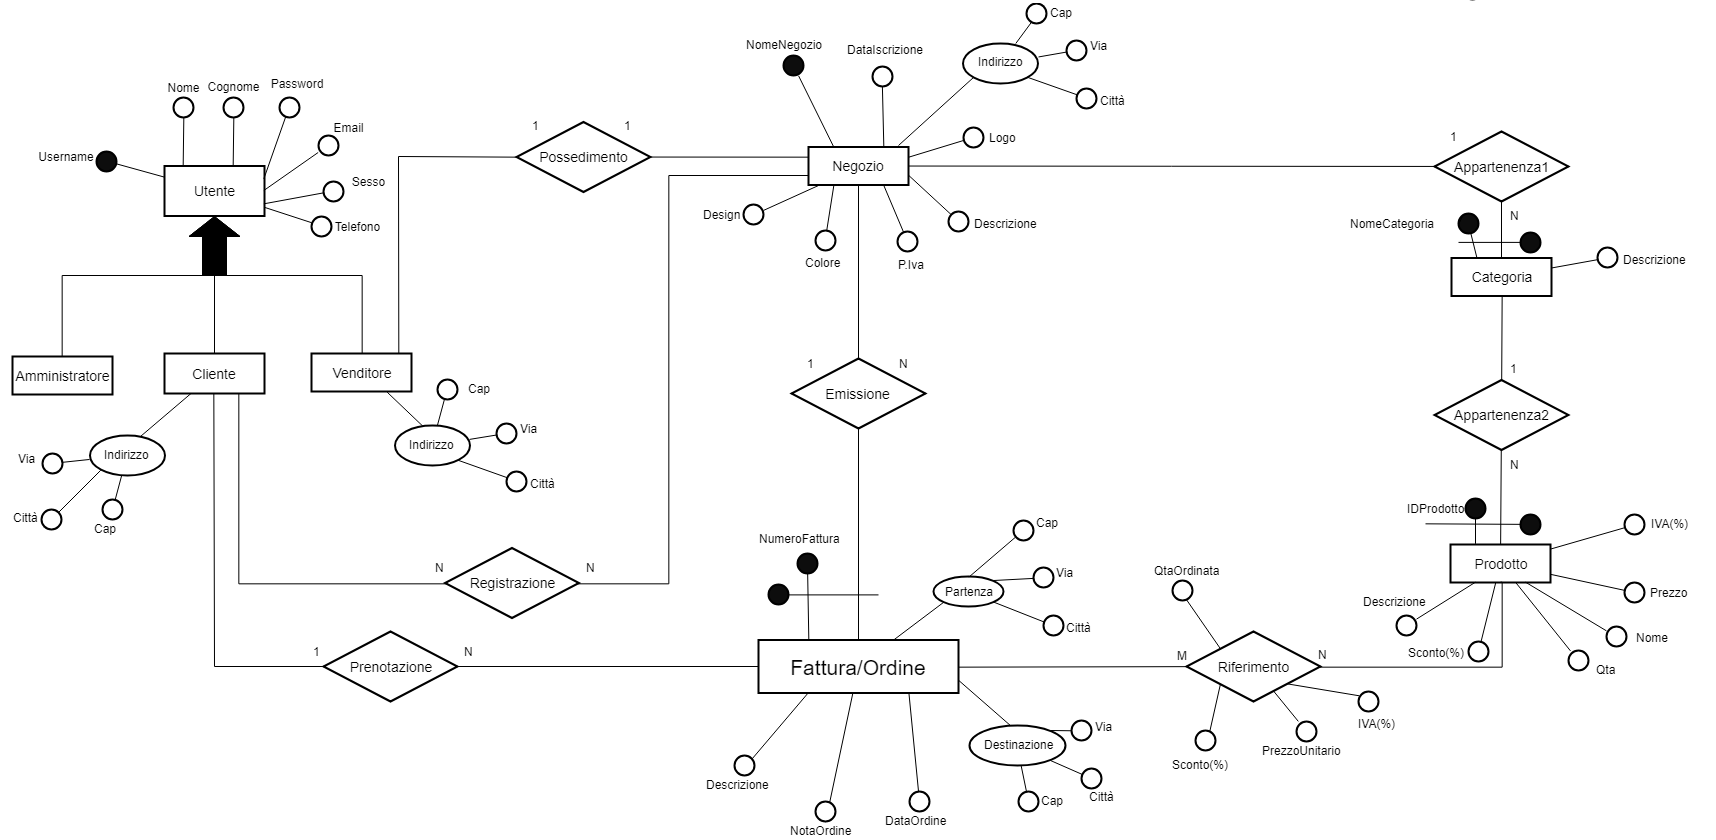 Cap
NomeNegozio
DataIscrizione
Via
Indirizzo
Città
Nome
Cognome
Password
Email
Username
Sesso
Utente
Telefono
1
1
Possedimento
Logo
Negozio
Design
Colore
P.Iva
Descrizione
1
Appartenenza1
N
NomeCategoria
Descrizione
Categoria
Amministratore
Cliente
Venditore
Cap
Indirizzo
Via
Città
Indirizzo
Via
Città
Cap
1
N
Emissione
1
Appartenenza2
N
IDProdotto
IVA(%)
Prodotto
Prezzo
Descrizione
Nome
Sconto(%)
Qta
N
N
Registrazione
NumeroFattura
Cap
Partenza
Via
Città
QtaOrdinata
1
N
Prenotazione
Fattura/Ordine
M
N
Riferimento
Sconto(%)
PrezzoUnitario
IVA(%)
Destinazione
Via
Città
Cap
Descrizione
NotaOrdine
DataOrdine